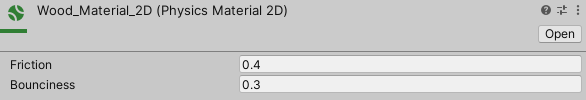 Wood_Material_2D (Physics Material 2D)
Open
Friction 0.4
Bounciness 0.3